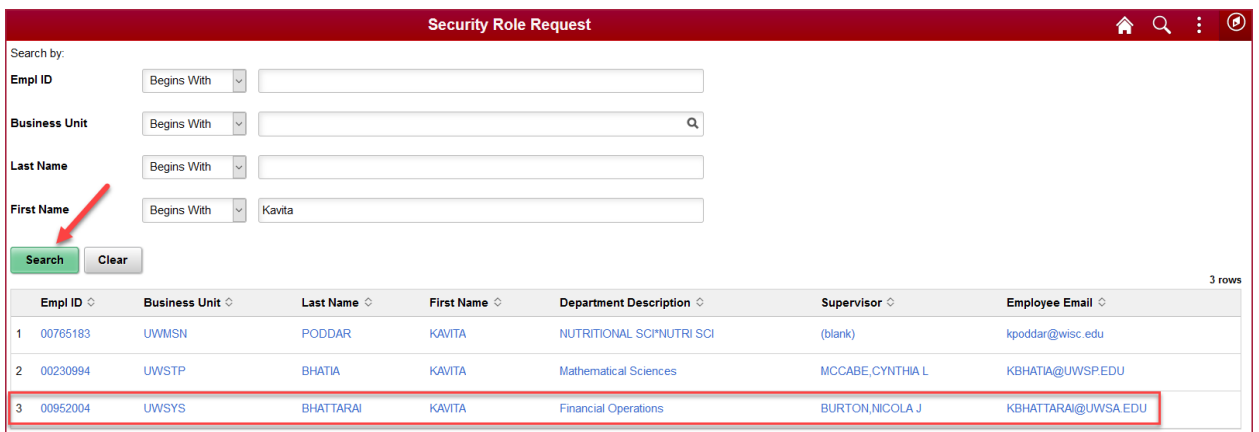 Security Role Request
Search by:
Empl ID Begins With
Business Unit Begins With
Last Name Begins With
First Name Begins With Kavita
Search Clear
3 rows
Empl ID Business Unit Last Name First Name Department Description Supervisor Employee Email
1 00765183 UWMSN PODDAR KAVITA NUTRITIONAL SCI*NUTRI SCI (blank) kpoddar@wisc.edu
2 00230994 UWSTP BHATIA KAVITA Mathematical Sciences MCCABE,CYNTHIA L KBHATIA@UWSP.EDU
3 00952004 UWSYS BHATTARAI KAVITA Financial Operations BURTON,NICOLA J KBHATTARAI@UWSA.EDU